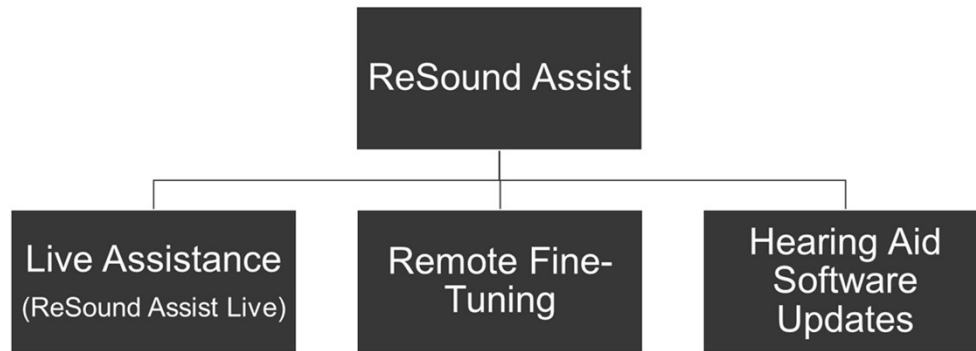 ReSound Assist
Live Assistance
(ReSound Assist Live)
Remote Fine-
Tuning
Hearing Aid
Software
Updates